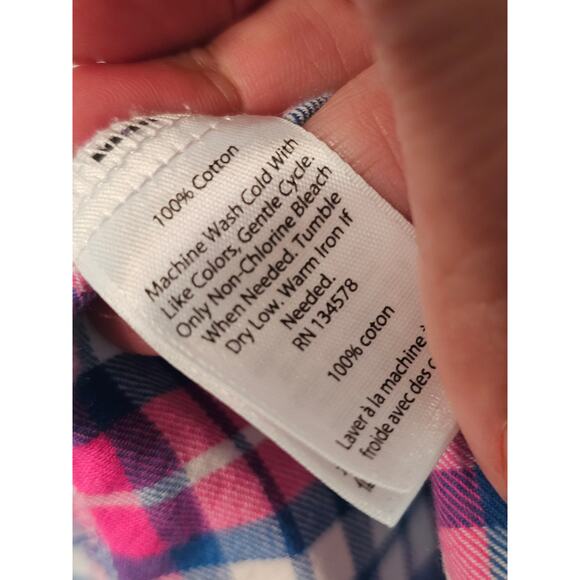 100% Cotton
Machine Wash Cold With
Like Colors, Gentle Cycle.
Only Non-Chlorine Bleach
When Needed. Tumble
Dry Low. Warm Iron If
Needed.
RN 134578
100% coton
Laver à la machine à
froide avec des c